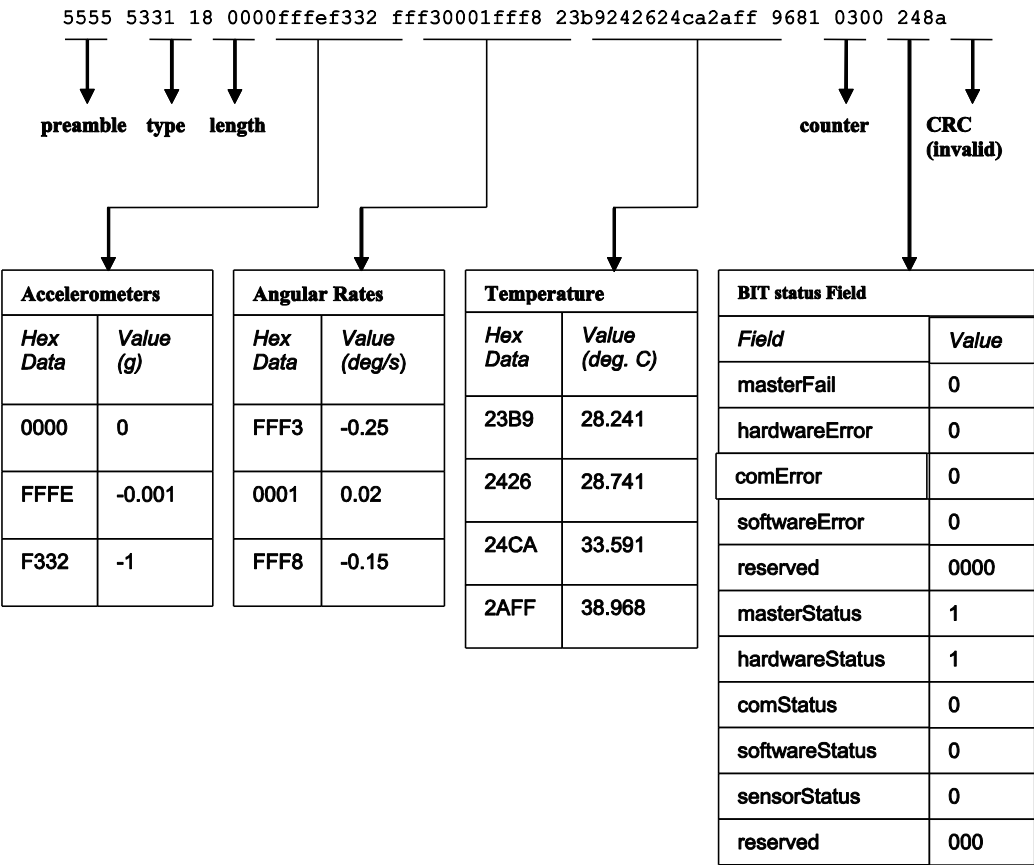 5555 5331 18 0000fffef332 fff30001fff8 23b9242624ca2aff 9681 0300 248a
preamble type length counter CRC
(invalid)
Accelerometers
Hex Data Value (g)
0000 0
FFFE -0.001
F332 -1
Angular Rates
Hex Data Value (deg/s)
FFF3 -0.25
0001 0.02
FFF8 -0.15
Temperature
Hex Data Value (deg. C)
23B9 28.241
2426 28.741
24CA 33.591
2AFF 38.968
BIT status Field
Field Value
masterFail 0
hardwareError 0
comError 0
softwareError 0
reserved 0000
masterStatus 1
hardwareStatus 1
comStatus 0
softwareStatus 0
sensorStatus 0
reserved 000